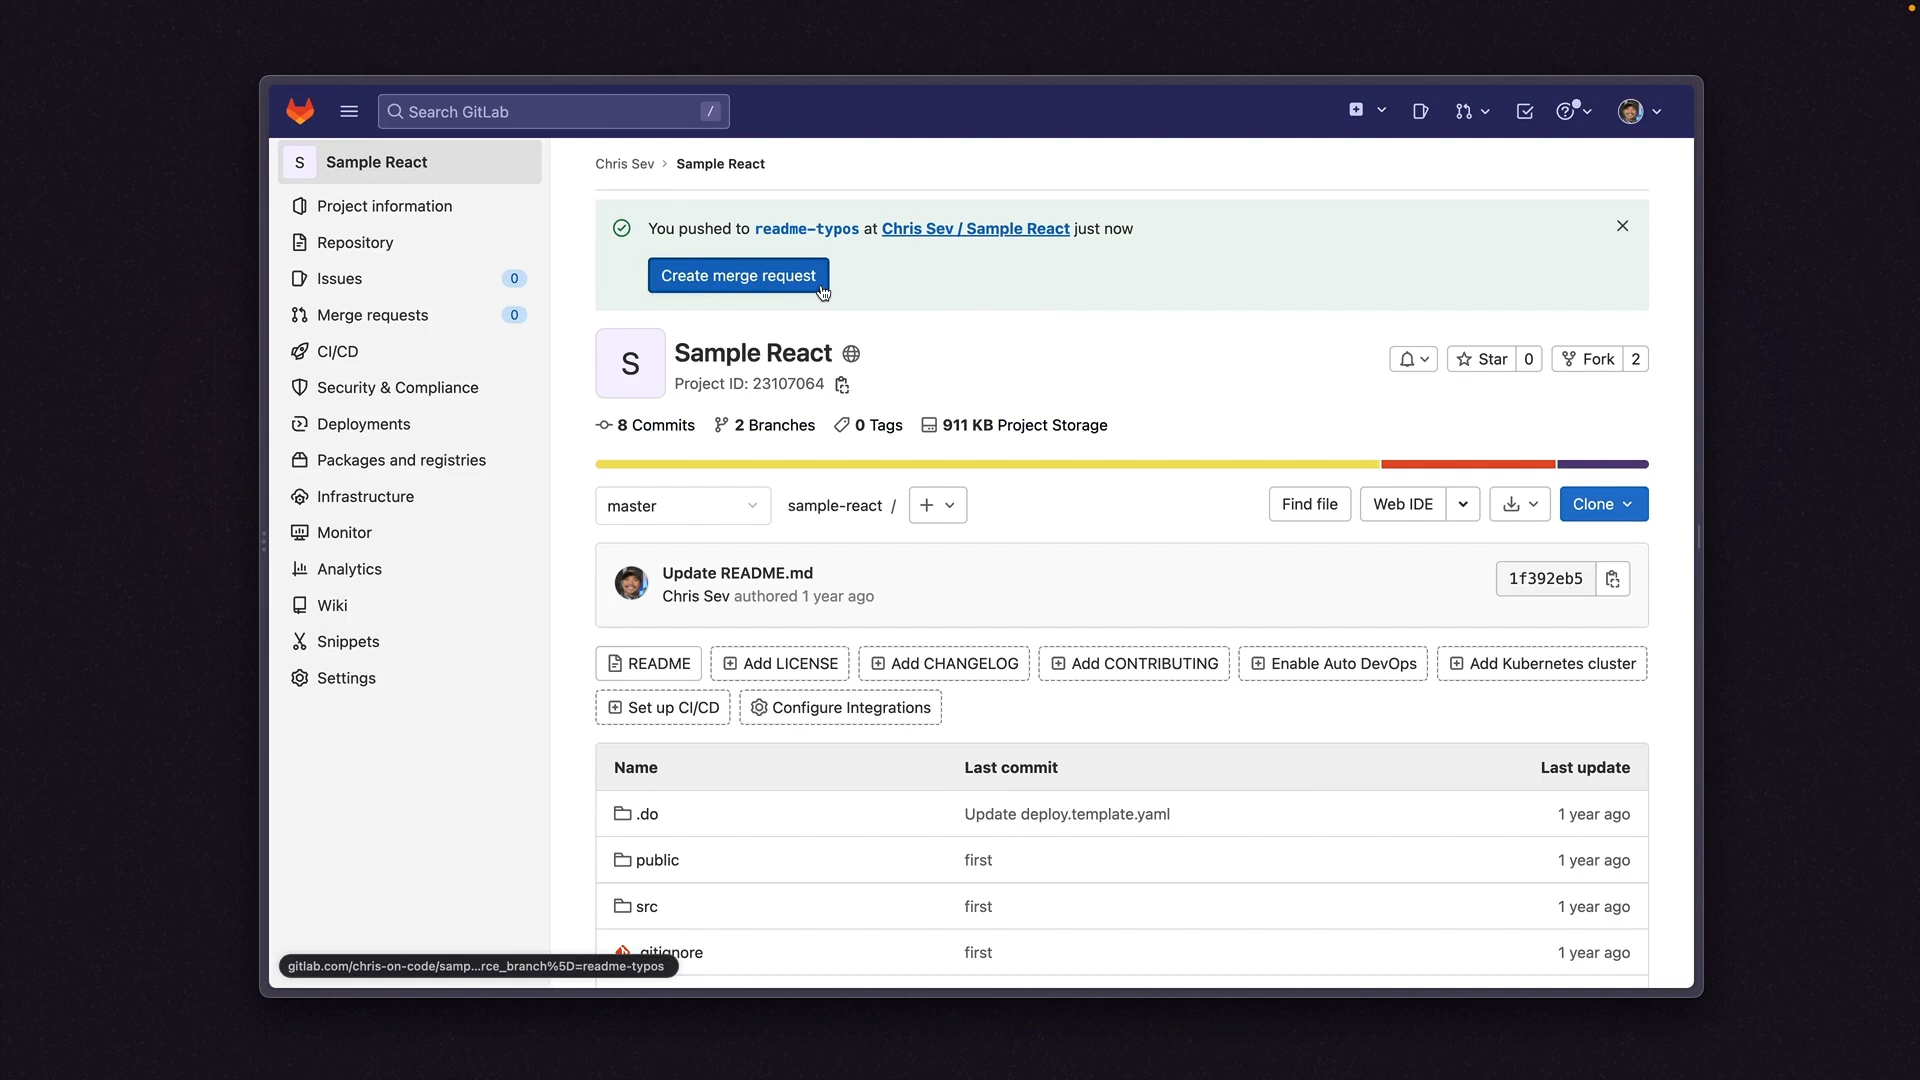 Search GitLab /
S Sample React
Project information
Repository
Issues 0
Merge requests 0
CI/CD
Security & Compliance
Deployments
Packages and registries
Infrastructure
Monitor
Analytics
Wiki
Snippets
Settings
Chris Sev > Sample React
You pushed to readme-typos at Chris Sev / Sample React just now
Create merge request
S
Sample React
Project ID: 23107064
Star 0 Fork 2
8 Commits 2 Branches 0 Tags 911 KB Project Storage
master sample-react / + Find file Web IDE Clone
Update README.md
Chris Sev authored 1 year ago
1f392eb5
README Add LICENSE Add CHANGELOG Add CONTRIBUTING Enable Auto DevOps Add Kubernetes cluster
Set up CI/CD Configure Integrations
Name Last commit Last update
.do Update deploy.template.yaml 1 year ago
public first 1 year ago
src first 1 year ago
.gitignore first 1 year ago
gitlab.com/chris-on-code/samp...rce_branch%5D=readme-typos